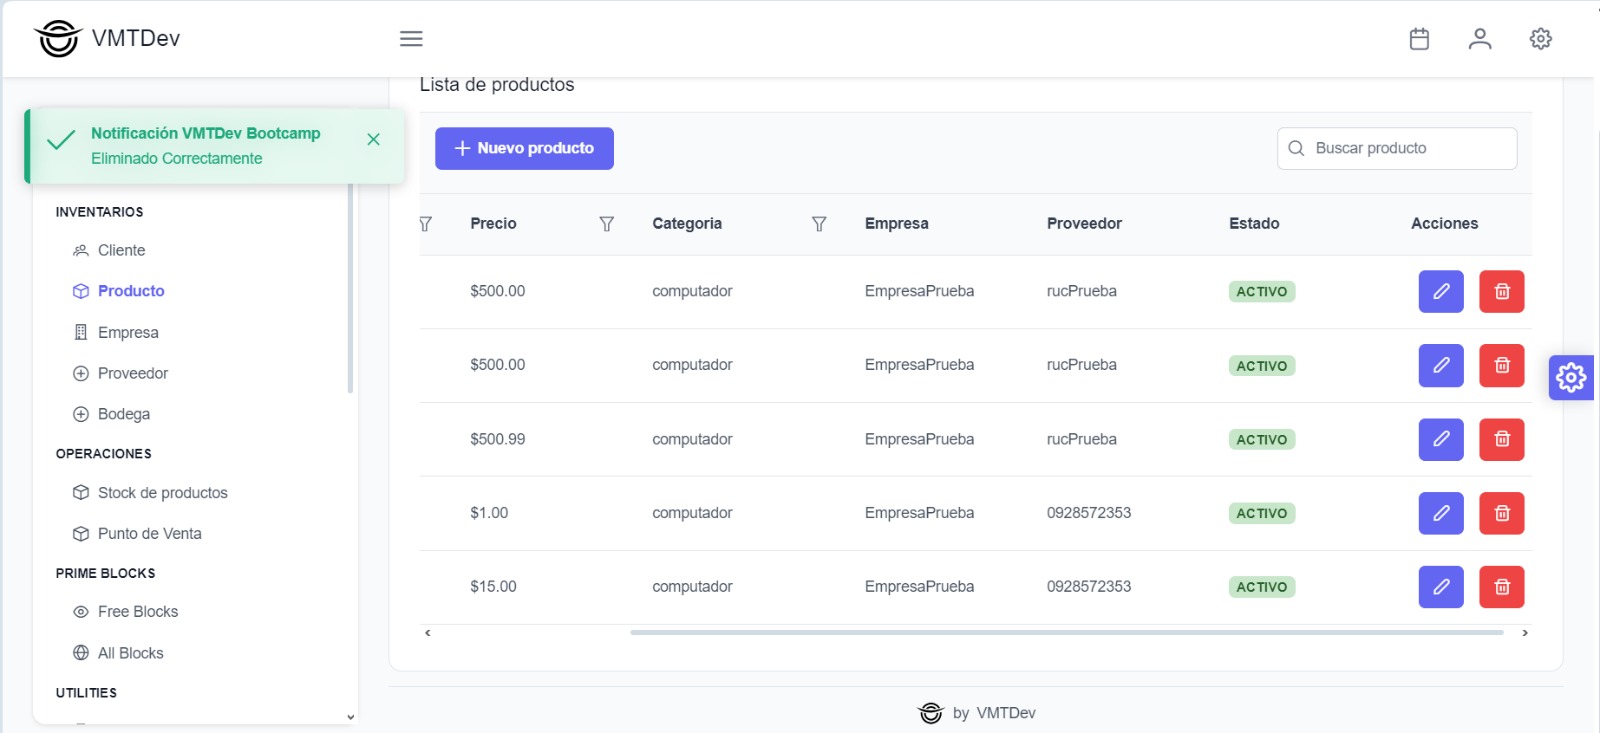 VMTDev
Lista de productos
Notificación VMTDev Bootcamp
Eliminado Correctamente
INVENTARIOS
Cliente
Producto
Empresa
Proveedor
Bodega
OPERACIONES
Stock de productos
Punto de Venta
PRIME BLOCKS
Free Blocks
All Blocks
UTILITIES
Nuevo producto
Buscar producto
Precio Categoria Empresa Proveedor Estado Acciones
$500.00 computador EmpresaPrueba rucPrueba ACTIVO
$500.00 computador EmpresaPrueba rucPrueba ACTIVO
$500.99 computador EmpresaPrueba rucPrueba ACTIVO
$1.00 computador EmpresaPrueba 0928572353 ACTIVO
$15.00 computador EmpresaPrueba 0928572353 ACTIVO
by VMTDev